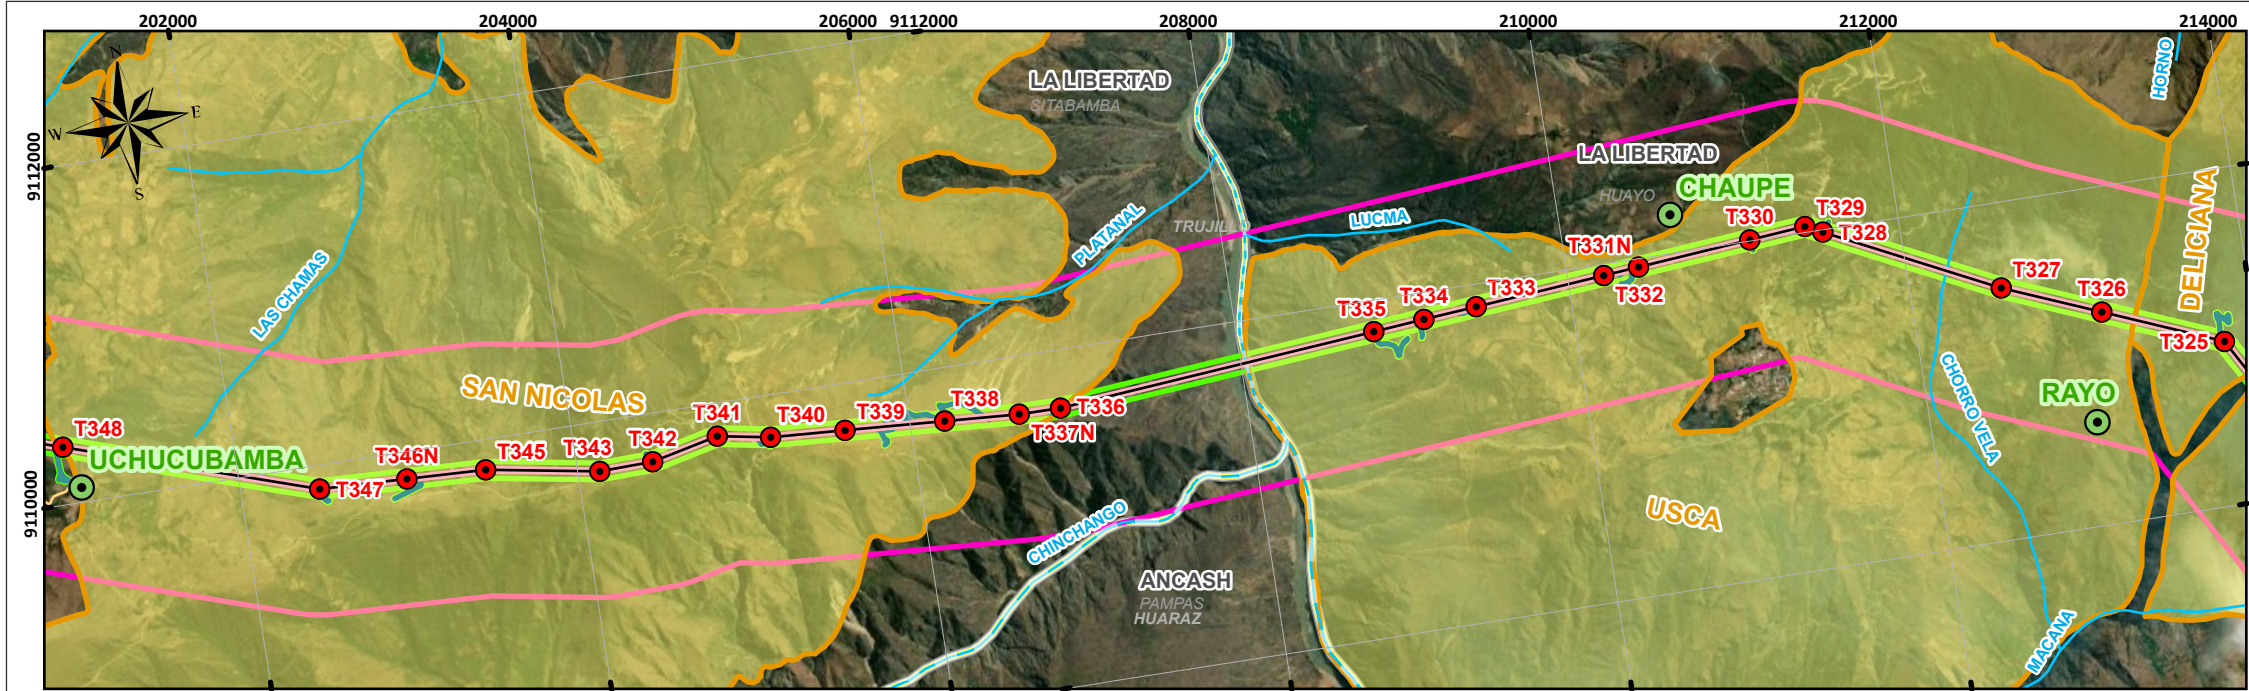 202000
204000
206000
9112000
208000
210000
212000
214000
9112000
9110000
N
E
W
S
HORNO
LA LIBERTAD
SITABAMBA
LA LIBERTAD
HUAYO
CHAUPE
DELICIANA
PLATANAL
TRUJILL
LUCMA
LAS CHAMAS
T331N
T330
T329
T328
T332
T327
T326
T325
T335
T334
T333
SAN NICOLAS
CHORRO VELA
RAYO
T348
UCHUCUBAMBA
T347
T346N
T345
T343
T342
T341
T340
T339
T338
T337N
T336
CHINCHANGO
USCA
ANCASH
PAMPAS
HUARAZ
MACANA